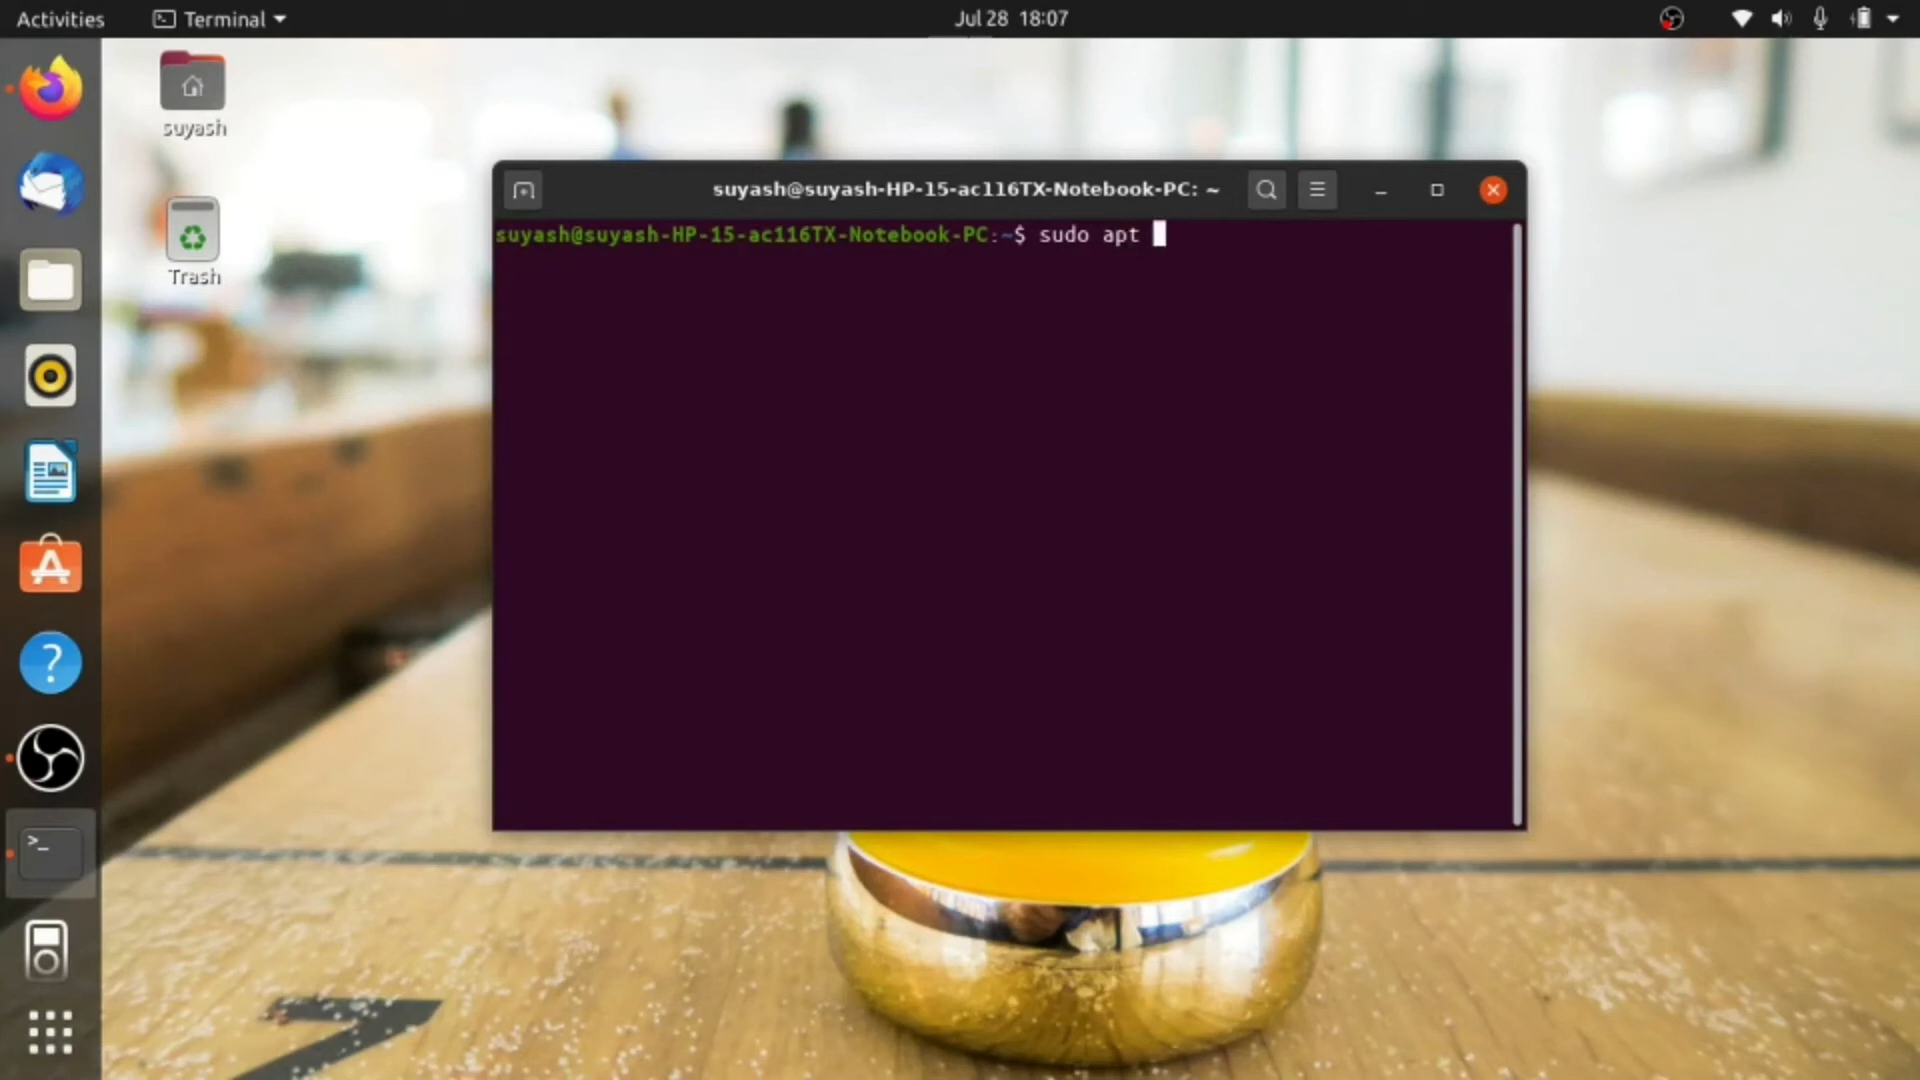 Activities
Terminal
Jul 28 18:07
suyash
Trash
suyash@suyash-HP-15-ac116TX-Notebook-PC: ~
suyash@suyash-HP-15-ac116TX-Notebook-PC:~$ sudo apt